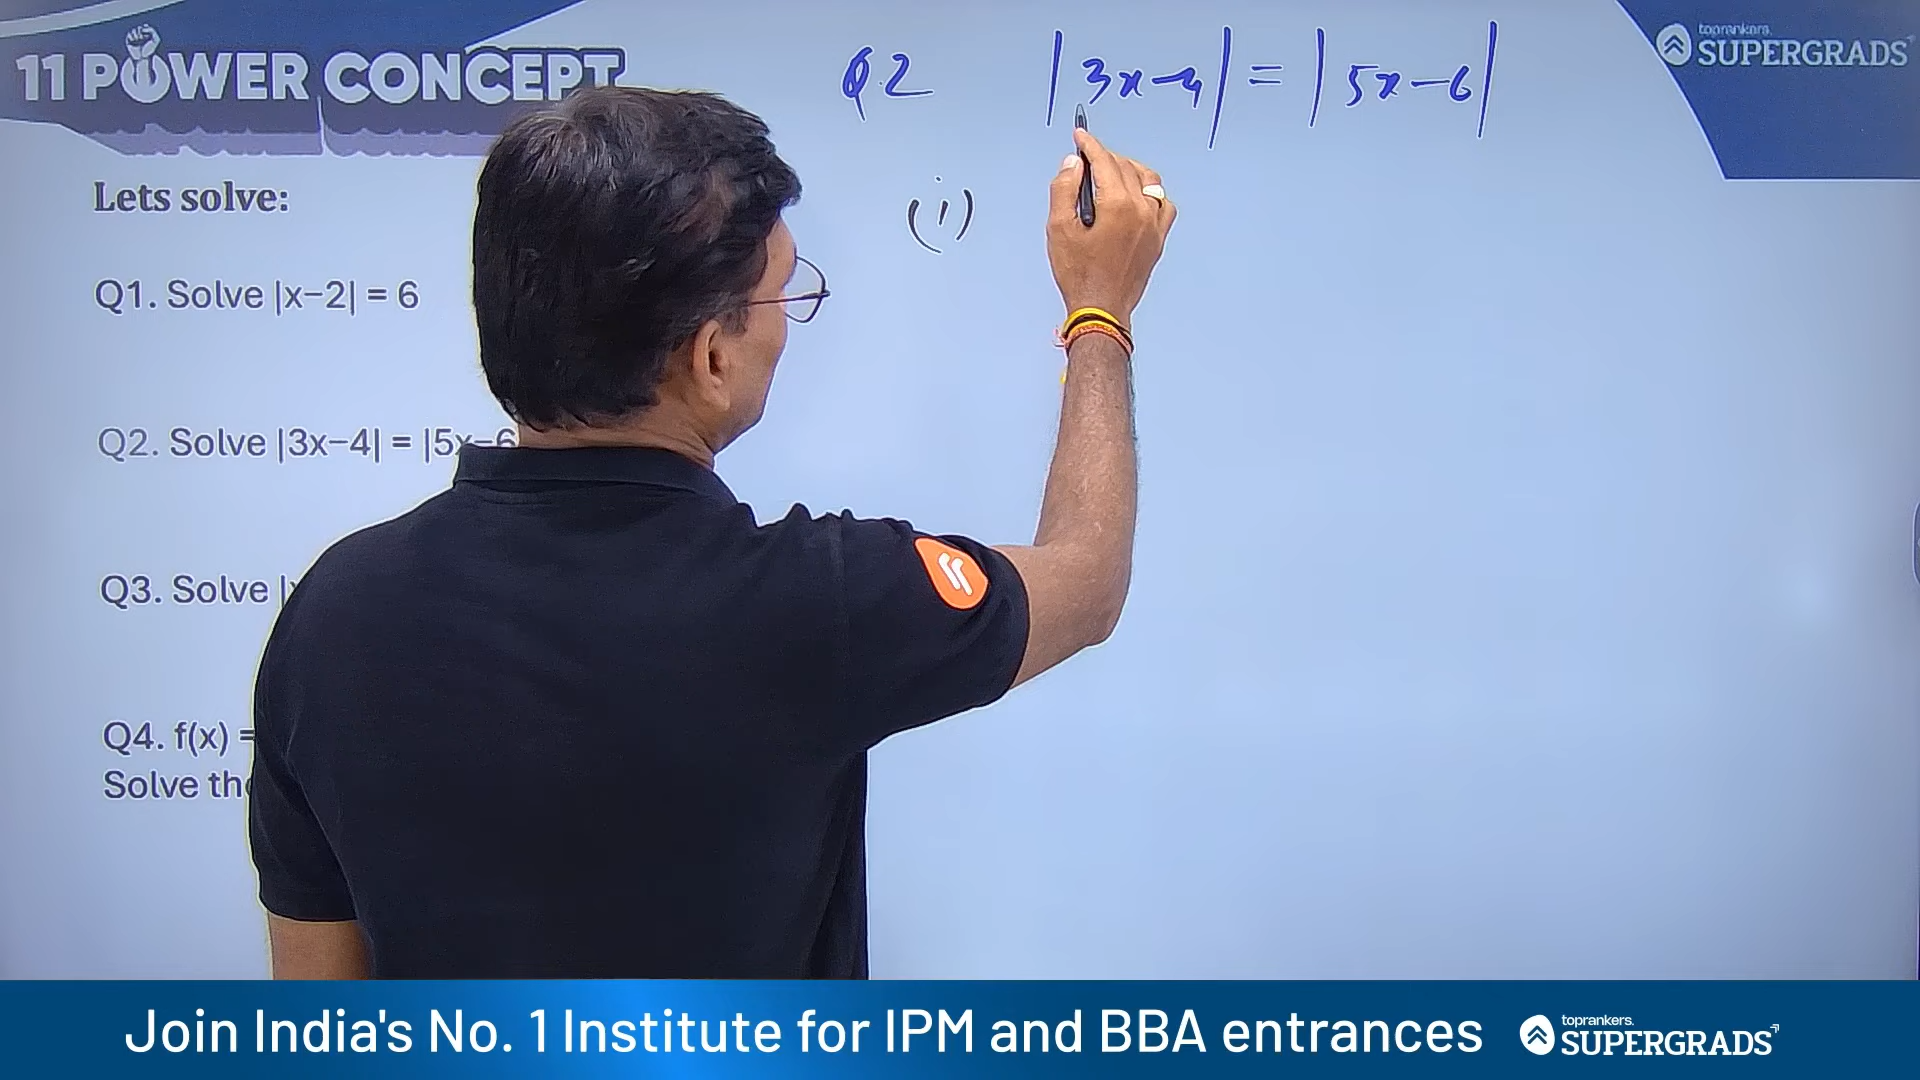 11 POWER CONCEPT
Lets solve:
Q1. Solve |x−2| = 6
Q2. Solve |3x−4| = |5x−6
Q3. Solve |
Q4. f(x) =
Solve the
Q.2 |3x-4| = |5x-6|
(i)
toprankers.
SUPERGRADS
Join India's No. 1 Institute for IPM and BBA entrances
toprankers.
SUPERGRADS